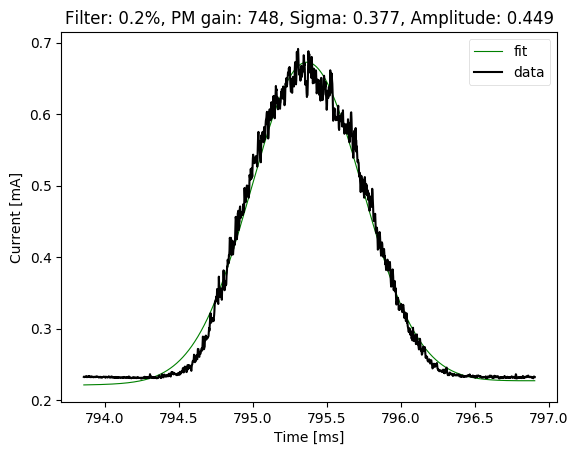 Filter: 0.2%, PM gain: 748, Sigma: 0.377, Amplitude: 0.449
fit
data
0.7
0.6
0.5
0.4
0.3
0.2
Current [mA]
794.0 794.5 795.0 795.5 796.0 796.5 797.0
Time [ms]